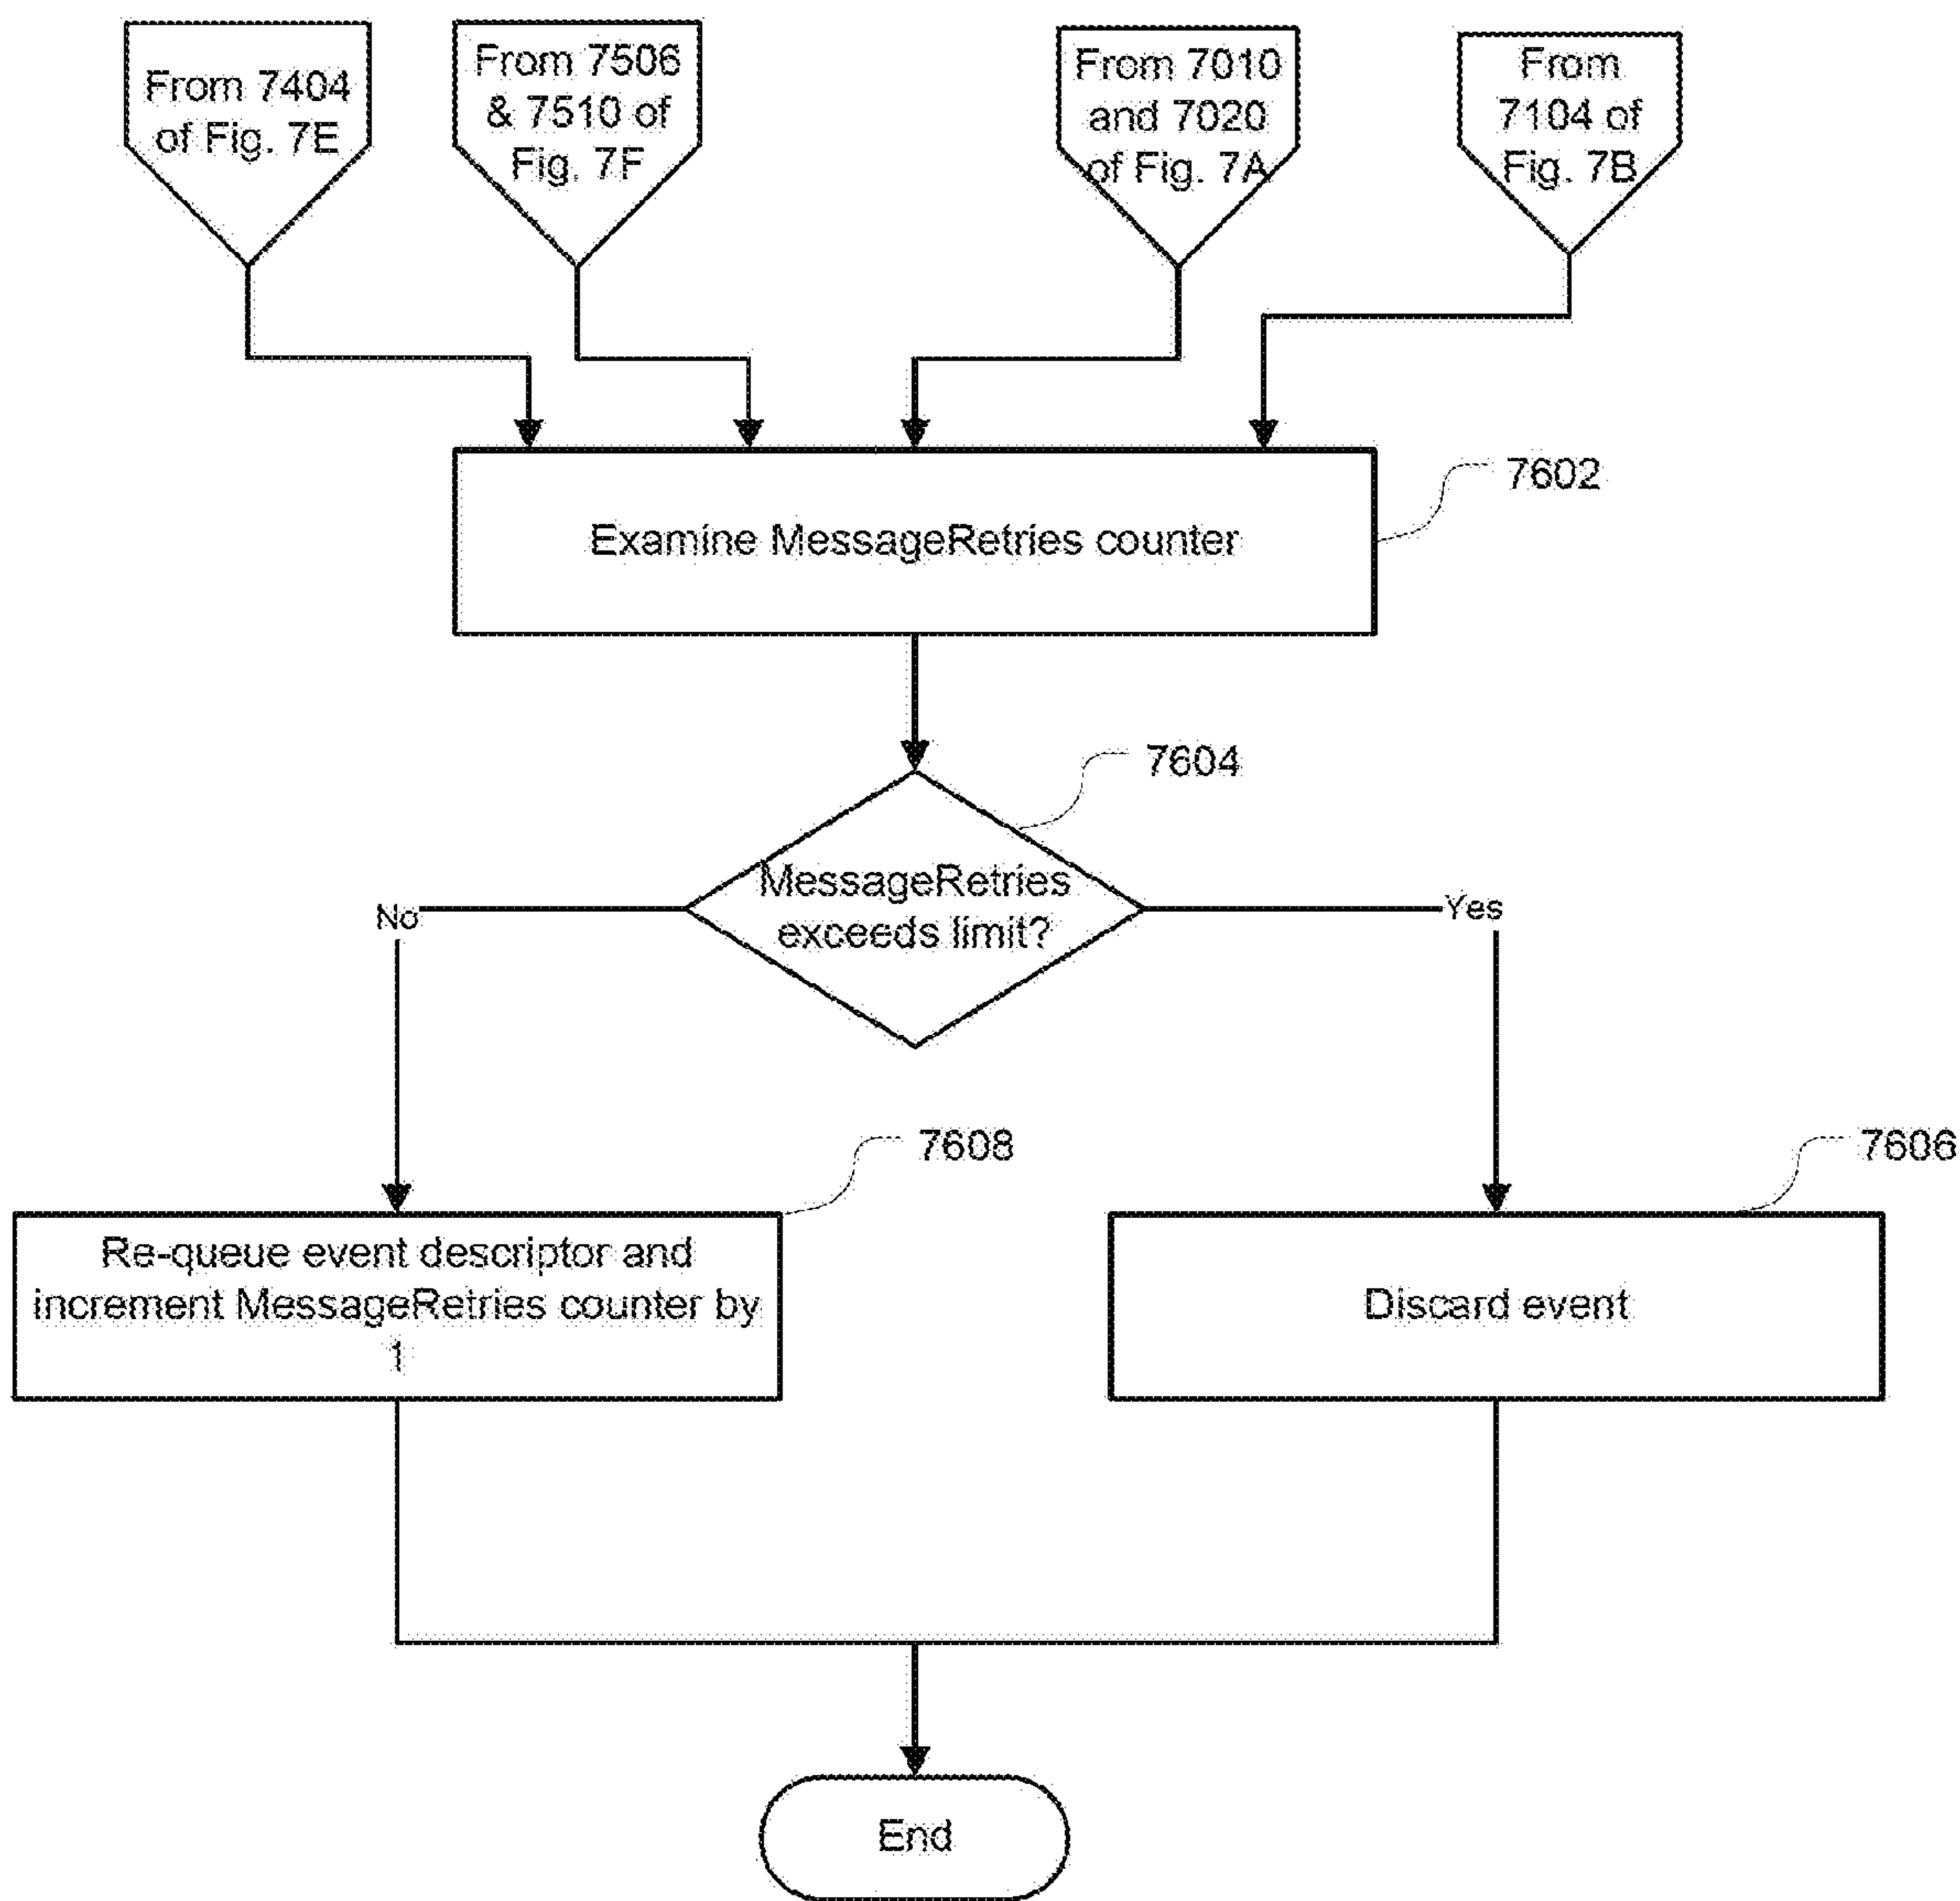 From 7404
of Fig. 7E
From 7506
& 7510 of
Fig. 7F
From 7010
and 7020
of Fig. 7A
From
7104 of
Fig. 7B
7602
Examine MessageRetries counter
7604
MessageRetries
exceeds limit?
No
Yes
7608
7606
Re-queue event descriptor and
increment MessageRetries counter by
1
Discard event
End